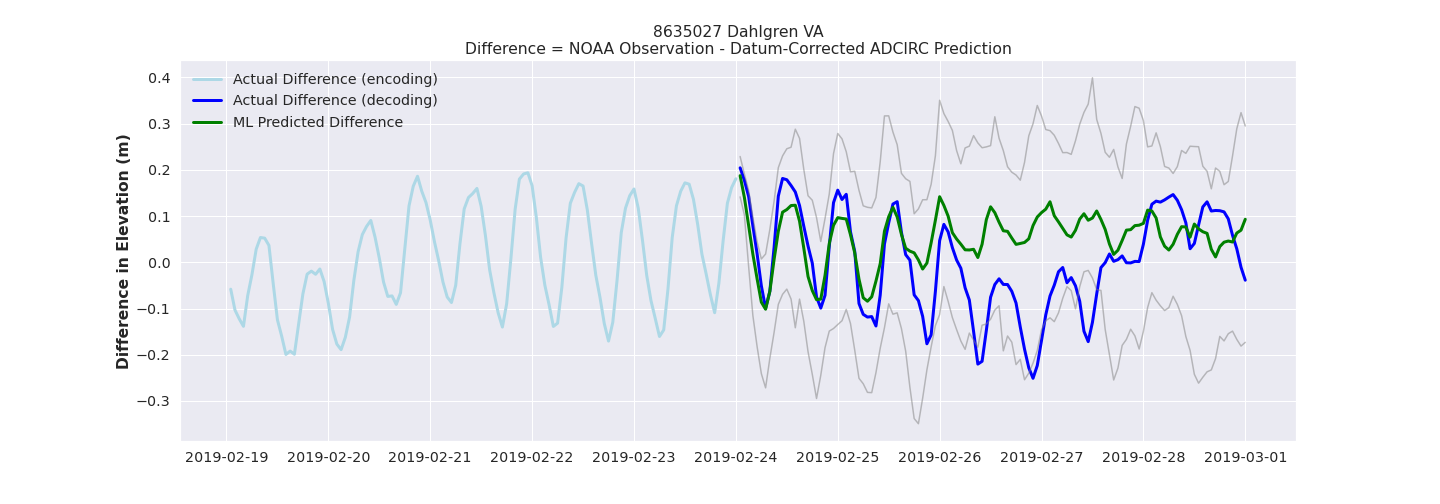 8635027 Dahlgren VA
Difference = NOAA Observation - Datum-Corrected ADCIRC Prediction
Actual Difference (encoding)
Actual Difference (decoding)
ML Predicted Difference
Difference in Elevation (m)
0.4
0.3
0.2
0.1
0.0
−0.1
−0.2
−0.3
2019-02-19 2019-02-20 2019-02-21 2019-02-22 2019-02-23 2019-02-24 2019-02-25 2019-02-26 2019-02-27 2019-02-28 2019-03-01